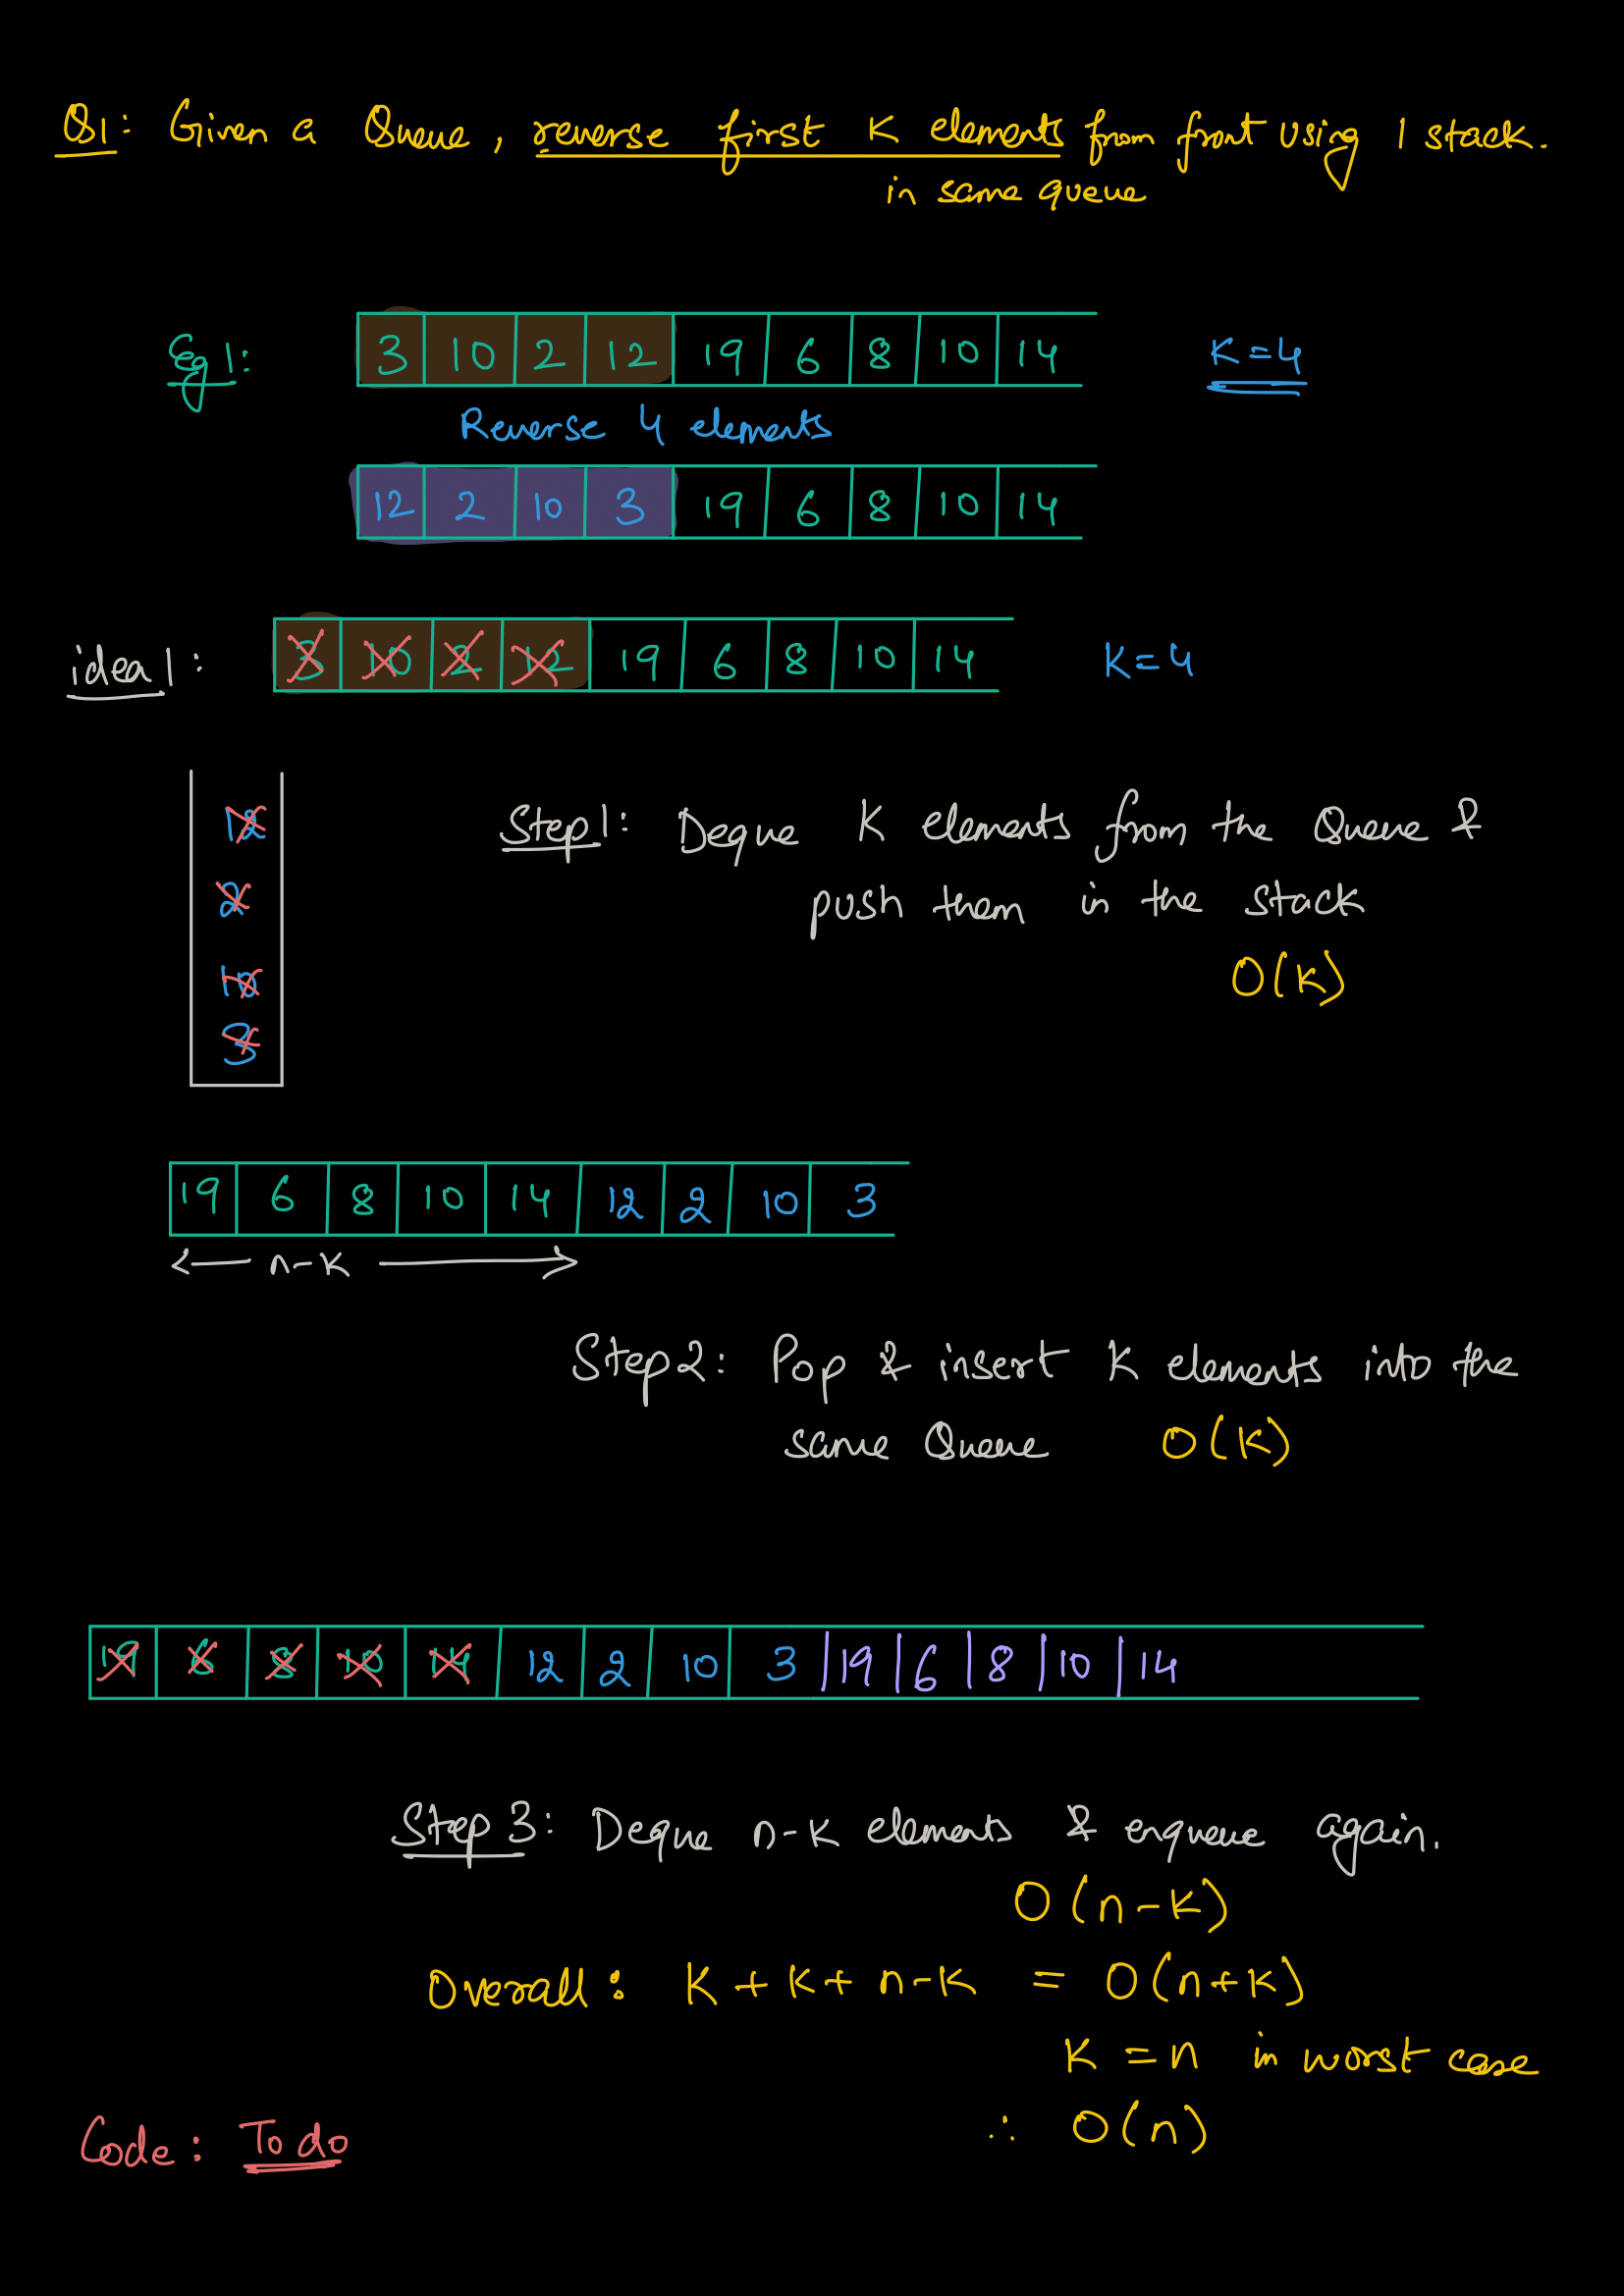 Q1: Given a Queue, reverse first K elements from front using 1 stack.
in same queue
Eg 1: 3 10 2 12 19 6 8 10 14 K=4
Reverse 4 elements
12 2 10 3 19 6 8 10 14
idea 1: 3 10 2 12 19 6 8 10 14 K=4
12
2
10
3
Step1: Deque K elements from the Queue &
push them in the stack
O(K)
19 6 8 10 14 12 2 10 3
n-K
Step2: Pop & insert K elements into the
same Queue O(K)
19 6 8 10 14 12 2 10 3 19 6 8 10 14
Step 3: Deque n-K elements & enqueue again.
O(n-K)
Overall: K + K + n-K = O(n+K)
K = n in worst case
∴ O(n)
Code: To do